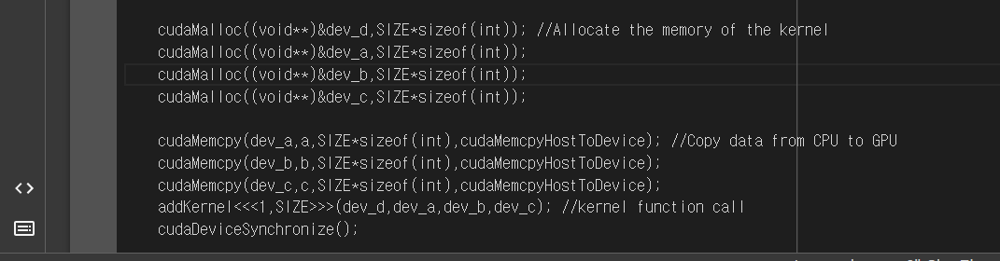 cudaMalloc((void**)&dev_d,SIZE*sizeof(int)); //Allocate the memory of the kernel
cudaMalloc((void**)&dev_a,SIZE*sizeof(int));
cudaMalloc((void**)&dev_b,SIZE*sizeof(int));
cudaMalloc((void**)&dev_c,SIZE*sizeof(int));
cudaMemcpy(dev_a,a,SIZE*sizeof(int),cudaMemcpyHostToDevice); //Copy data from CPU to GPU
cudaMemcpy(dev_b,b,SIZE*sizeof(int),cudaMemcpyHostToDevice);
cudaMemcpy(dev_c,c,SIZE*sizeof(int),cudaMemcpyHostToDevice);
addKernel<<<1,SIZE>>>(dev_d,dev_a,dev_b,dev_c); //kernel function call
cudaDeviceSynchronize();